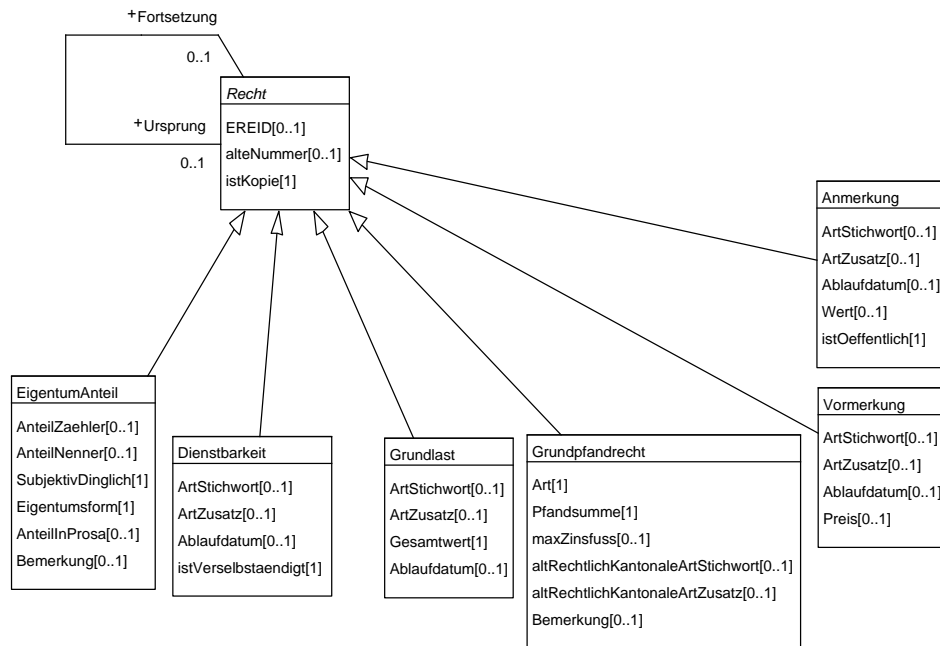 +Fortsetzung
0..1
Recht
EREID[0..1]
alteNummer[0..1]
istKopie[1]
+Ursprung
0..1
Anmerkung
ArtStichwort[0..1]
ArtZusatz[0..1]
Ablaufdatum[0..1]
Wert[0..1]
istOeffentlich[1]
EigentumAnteil
AnteilZaehler[0..1]
AnteilNenner[0..1]
SubjektivDinglich[1]
Eigentumsform[1]
AnteilInProsa[0..1]
Bemerkung[0..1]
Dienstbarkeit
ArtStichwort[0..1]
ArtZusatz[0..1]
Ablaufdatum[0..1]
istVerselbstaendigt[1]
Grundlast
ArtStichwort[0..1]
ArtZusatz[0..1]
Gesamtwert[1]
Ablaufdatum[0..1]
Grundpfandrecht
Art[1]
Pfandsumme[1]
maxZinsfuss[0..1]
altRechtlichKantonaleArtStichwort[0..1]
altRechtlichKantonaleArtZusatz[0..1]
Bemerkung[0..1]
Vormerkung
ArtStichwort[0..1]
ArtZusatz[0..1]
Ablaufdatum[0..1]
Preis[0..1]